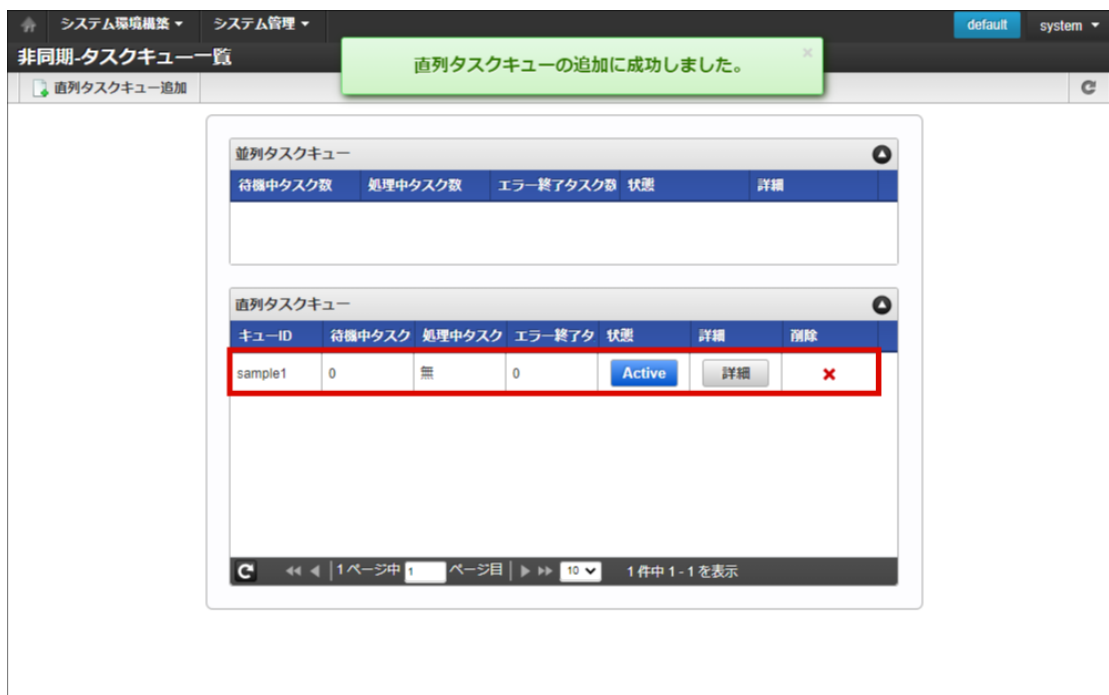 システム環境構築 ▼ システム管理 ▼ default system ▼
非同期-タスクキュー一覧
直列タスクキューの追加に成功しました。 ×
直列タスクキュー追加
並列タスクキュー
待機中タスク数 処理中タスク数 エラー終了タスク数 状態 詳細
直列タスクキュー
キューID 待機中タスク 処理中タスク エラー終了タ 状態 詳細 削除
sample1 0 無 0 Active 詳細
1 ページ中 1 ページ目 10 1 件中 1 - 1 を表示